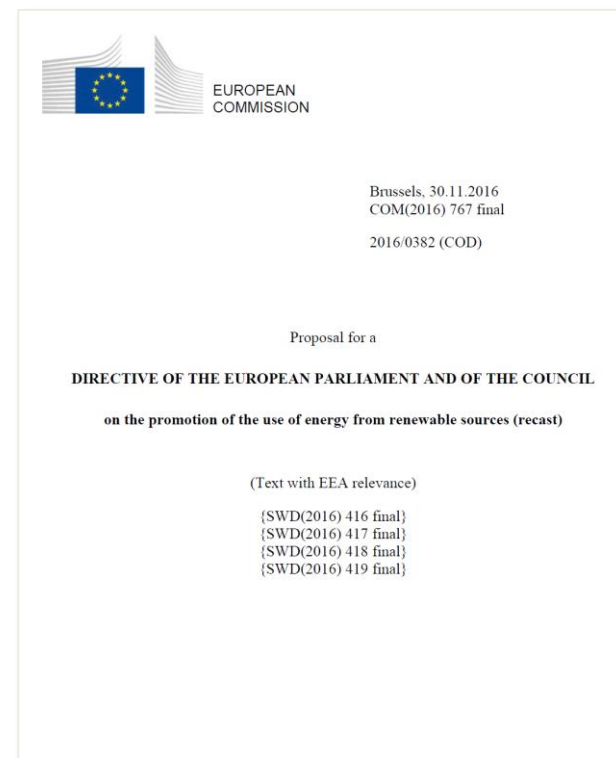 EUROPEAN
COMMISSION
Brussels, 30.11.2016
COM(2016) 767 final
2016/0382 (COD)
Proposal for a
DIRECTIVE OF THE EUROPEAN PARLIAMENT AND OF THE COUNCIL
on the promotion of the use of energy from renewable sources (recast)
(Text with EEA relevance)
{SWD(2016) 416 final}
{SWD(2016) 417 final}
{SWD(2016) 418 final}
{SWD(2016) 419 final}